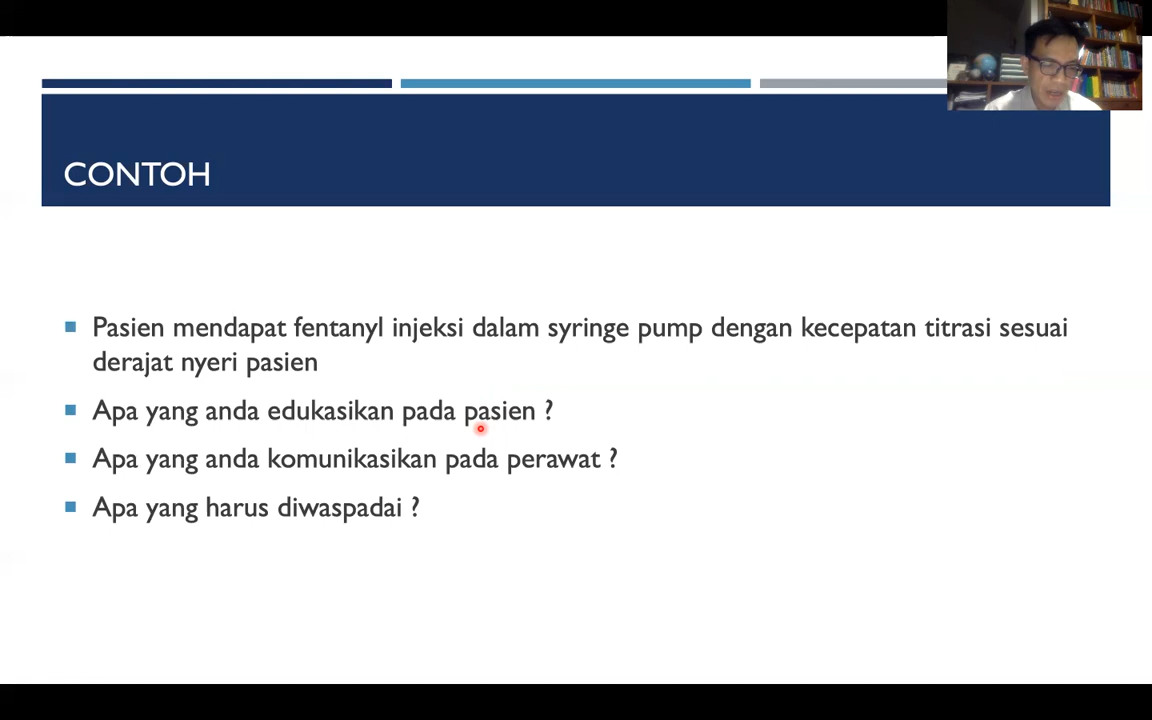 CONTOH
Pasien mendapat fentanyl injeksi dalam syringe pump dengan kecepatan titrasi sesuai
derajat nyeri pasien
Apa yang anda edukasikan pada pasien ?
Apa yang anda komunikasikan pada perawat ?
Apa yang harus diwaspadai ?